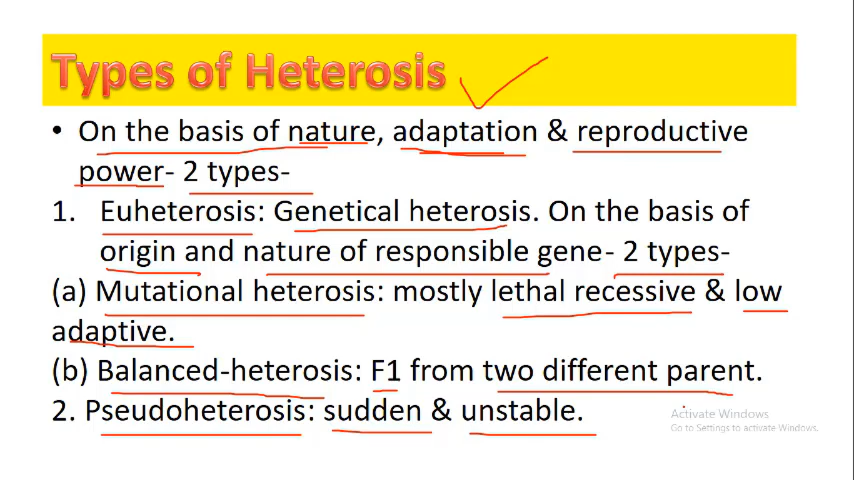 Types of Heterosis
• On the basis of nature, adaptation & reproductive
power- 2 types-
1. Euheterosis: Genetical heterosis. On the basis of
origin and nature of responsible gene- 2 types-
(a) Mutational heterosis: mostly lethal recessive & low
adaptive.
(b) Balanced-heterosis: F1 from two different parent.
2. Pseudoheterosis: sudden & unstable.
Activate Windows
Go to Settings to activate Windows.